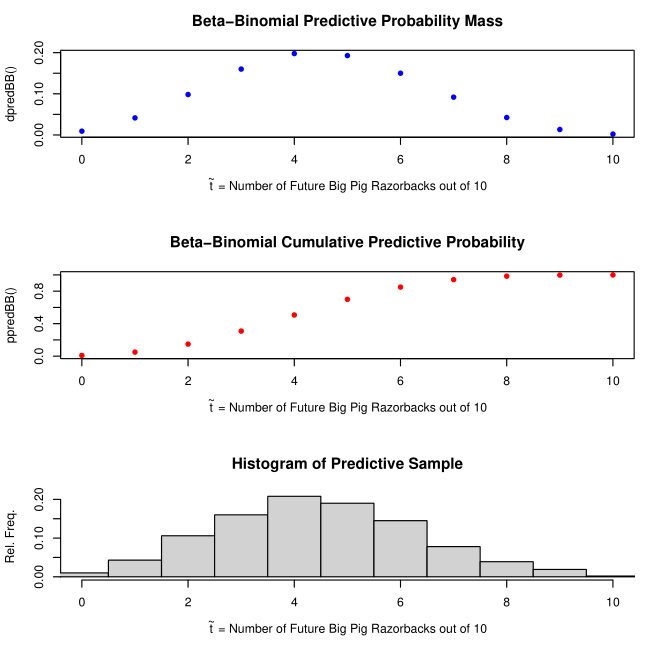 Beta−Binomial Predictive Probability Mass
dpredBB()
0.00 0.10 0.20
0 2 4 6 8 10
t̃ = Number of Future Big Pig Razorbacks out of 10
Beta−Binomial Cumulative Predictive Probability
ppredBB()
0.0 0.4 0.8
0 2 4 6 8 10
t̃ = Number of Future Big Pig Razorbacks out of 10
Histogram of Predictive Sample
Rel. Freq.
0.00 0.10 0.20
0 2 4 6 8 10
t̃ = Number of Future Big Pig Razorbacks out of 10